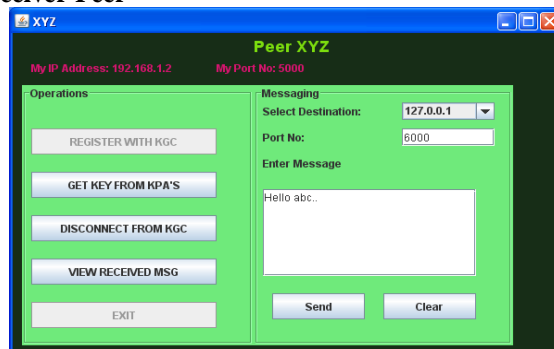 XYZ
Peer XYZ
My IP Address: 192.168.1.2 My Port No: 5000
Operations
REGISTER WITH KGC
GET KEY FROM KPA'S
DISCONNECT FROM KGC
VIEW RECEIVED MSG
EXIT
Messaging
Select Destination: 127.0.0.1
Port No: 6000
Enter Message
Hello abc..
Send Clear